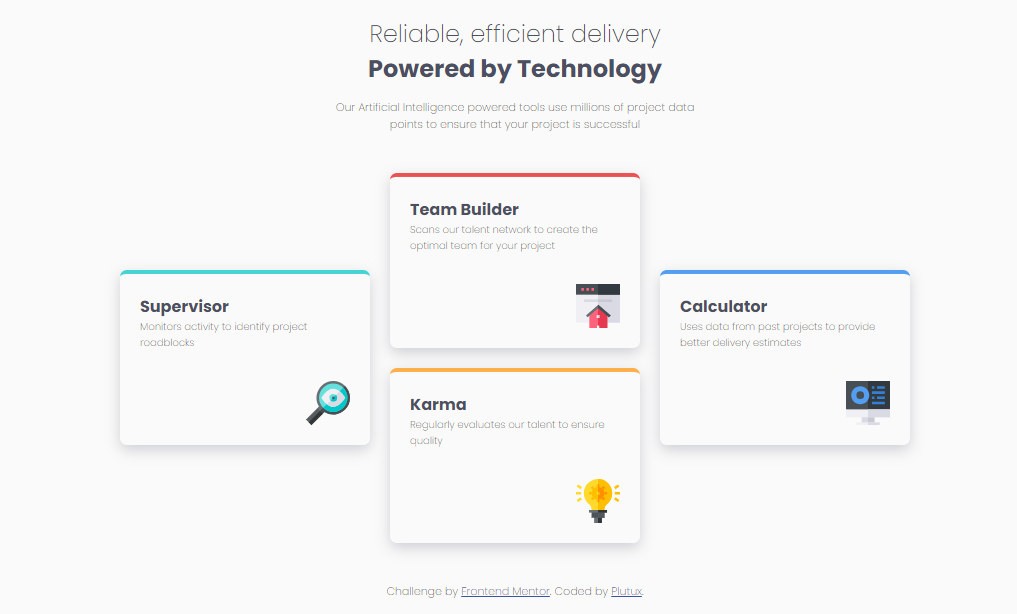 Reliable, efficient delivery
Powered by Technology
Our Artificial Intelligence powered tools use millions of project data
points to ensure that your project is successful
Team Builder
Scans our talent network to create the
optimal team for your project
Supervisor
Monitors activity to identify project
roadblocks
Calculator
Uses data from past projects to provide
better delivery estimates
Karma
Regularly evaluates our talent to ensure
quality
Challenge by Frontend Mentor. Coded by Plutux.